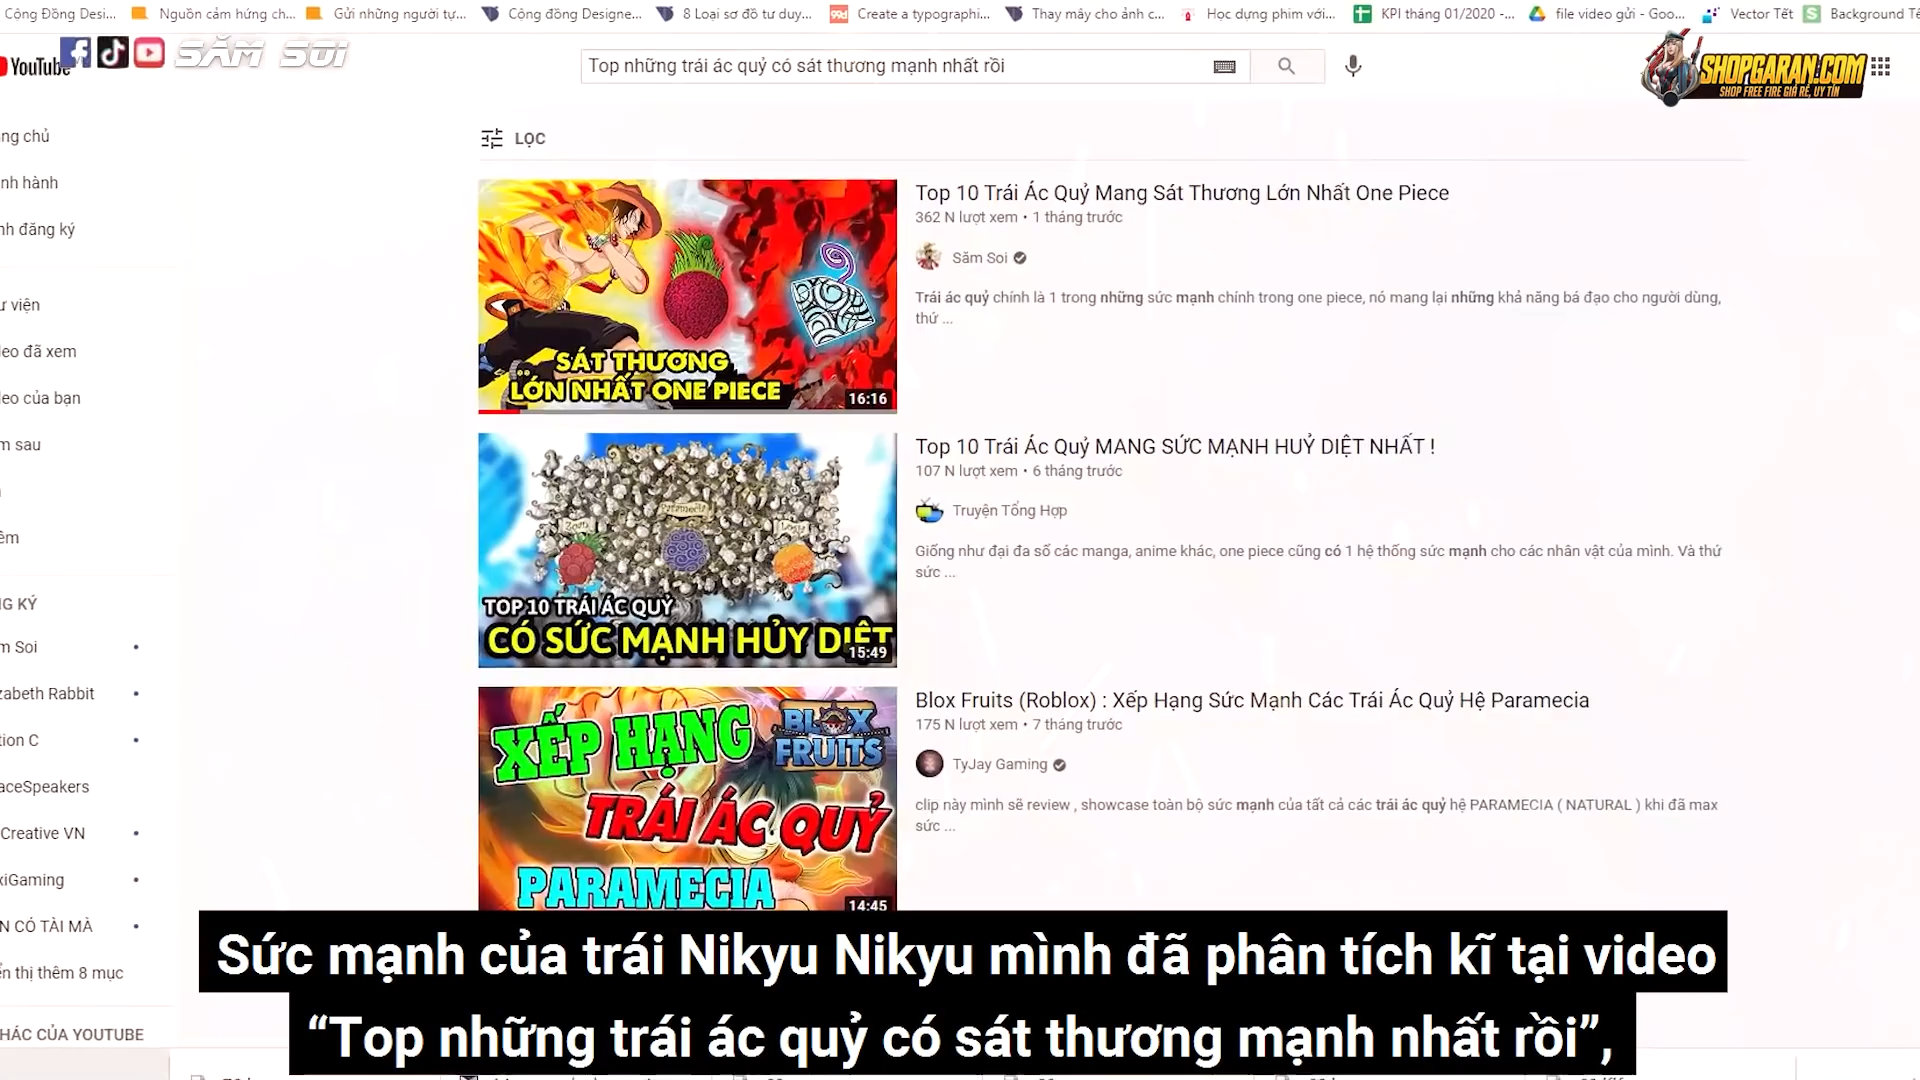 Cộng Đồng Desi...
Nguồn cảm hứng ch...
Gửi những người tự...
Cộng đồng Designe...
8 Loại sơ đồ tư duy...
Create a typographi...
Thay mây cho ảnh c...
Học dựng phim với...
KPI tháng 01/2020 -...
file video gửi - Goo...
Vector Tết
Background Tế
YouTube
SĂM SOI
Top những trái ác quỷ có sát thương mạnh nhất rồi
SHOPGARAN.COM
SHOP FREE FIRE GIÁ RẺ, UY TÍN
ng chủ
nh hành
nh đăng ký
ư viện
leo đã xem
leo của bạn
m sau
êm
G KÝ
m Soi
zabeth Rabbit
tion C
aceSpeakers
Creative VN
xiGaming
N CÓ TÀI MÀ
ển thị thêm 8 mục
HÁC CỦA YOUTUBE
LỌC
SÁT THƯƠNG
LỚN NHẤT ONE PIECE
16:16
Top 10 Trái Ác Quỷ Mang Sát Thương Lớn Nhất One Piece
362 N lượt xem • 1 tháng trước
Săm Soi
Trái ác quỷ chính là 1 trong những sức mạnh chính trong one piece, nó mang lại những khả năng bá đạo cho người dùng,
thứ ...
Zoan
Paramecia
Logia
TOP 10 TRÁI ÁC QUỶ
CÓ SỨC MẠNH HỦY DIỆT
15:49
Top 10 Trái Ác Quỷ MANG SỨC MẠNH HUỶ DIỆT NHẤT !
107 N lượt xem • 6 tháng trước
Truyện Tổng Hợp
Giống như đại đa số các manga, anime khác, one piece cũng có 1 hệ thống sức mạnh cho các nhân vật của mình. Và thứ
sức ...
XẾP HẠNG
BLOX
FRUITS
TRÁI ÁC QUỶ
PARAMECIA
14:45
Blox Fruits (Roblox) : Xếp Hạng Sức Mạnh Các Trái Ác Quỷ Hệ Paramecia
175 N lượt xem • 7 tháng trước
TyJay Gaming
clip này mình sẽ review , showcase toàn bộ sức mạnh của tất cả các trái ác quỷ hệ PARAMECIA ( NATURAL ) khi đã max
sức ...
Sức mạnh của trái Nikyu Nikyu mình đã phân tích kĩ tại video
“Top những trái ác quỷ có sát thương mạnh nhất rồi”,